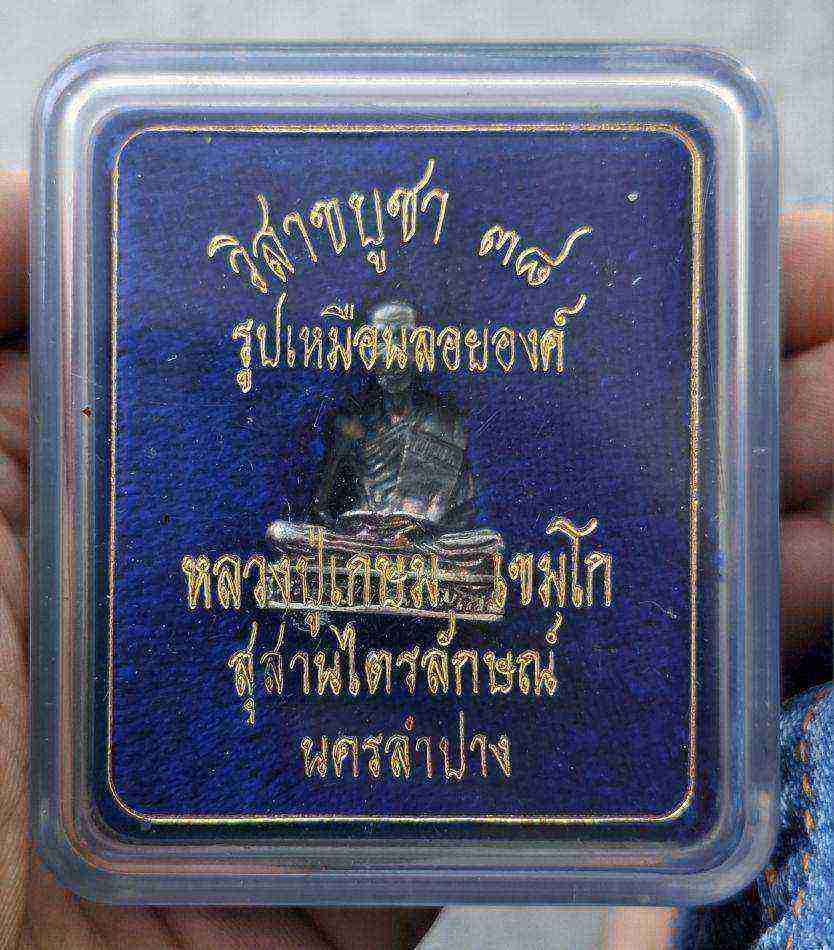 วิสาขบูชา ๓๘
รูปเหมือนลอยองค์
หลวงปู่เกษม เขมโก
สุสานไตรลักษณ์
นครลำปาง